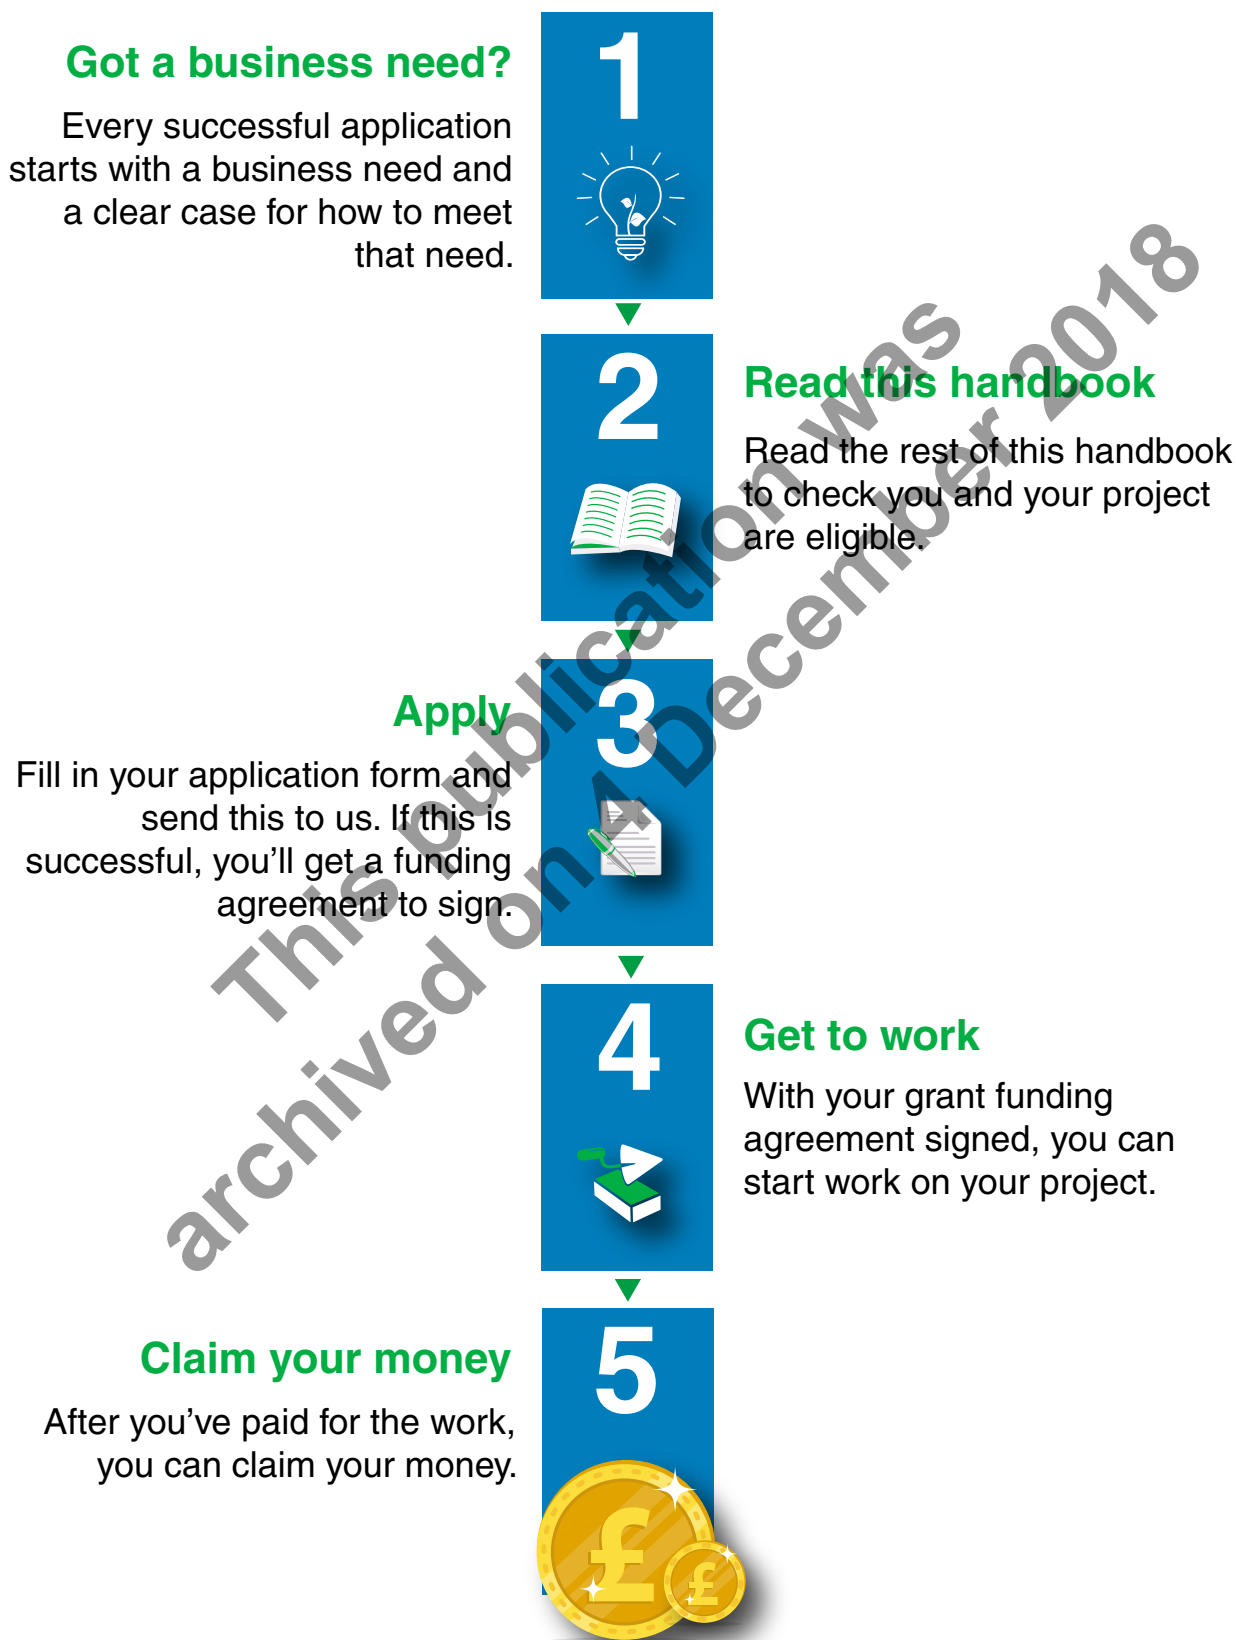 1
Got a business need?
Every successful application
starts with a business need and
a clear case for how to meet
that need.
2
Read this handbook
Read the rest of this handbook
to check you and your project
are eligible.
3
Apply
Fill in your application form and
send this to us. If this is
successful, you’ll get a funding
agreement to sign.
4
Get to work
With your grant funding
agreement signed, you can
start work on your project.
5
Claim your money
After you’ve paid for the work,
you can claim your money.
£
£
This publication was
archived on 4 December 2018